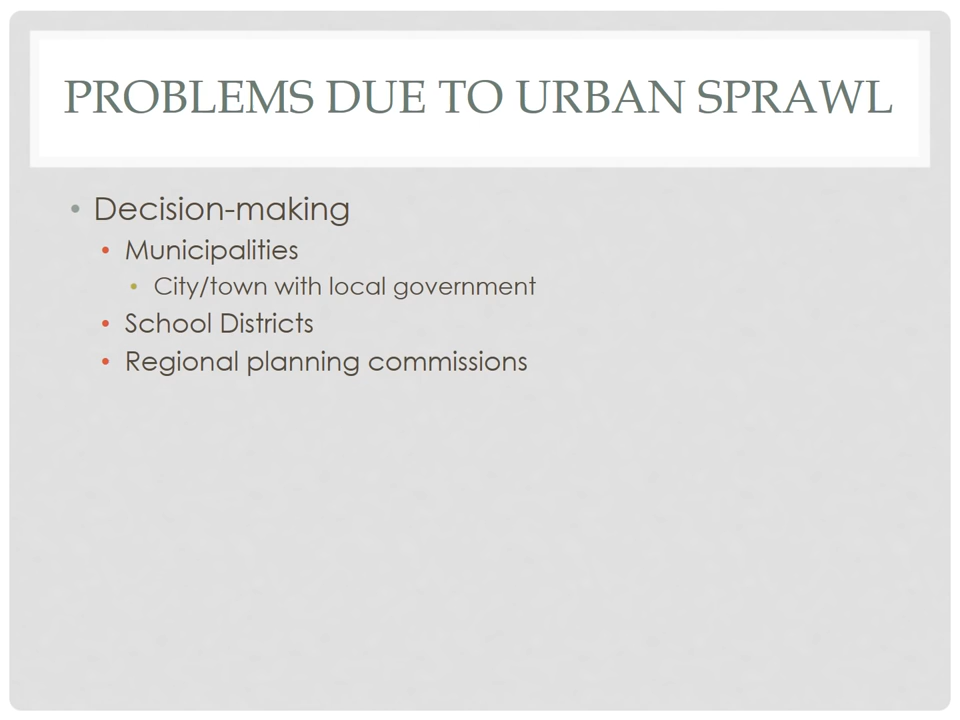 PROBLEMS DUE TO URBAN SPRAWL
• Decision-making
• Municipalities
• City/town with local government
• School Districts
• Regional planning commissions